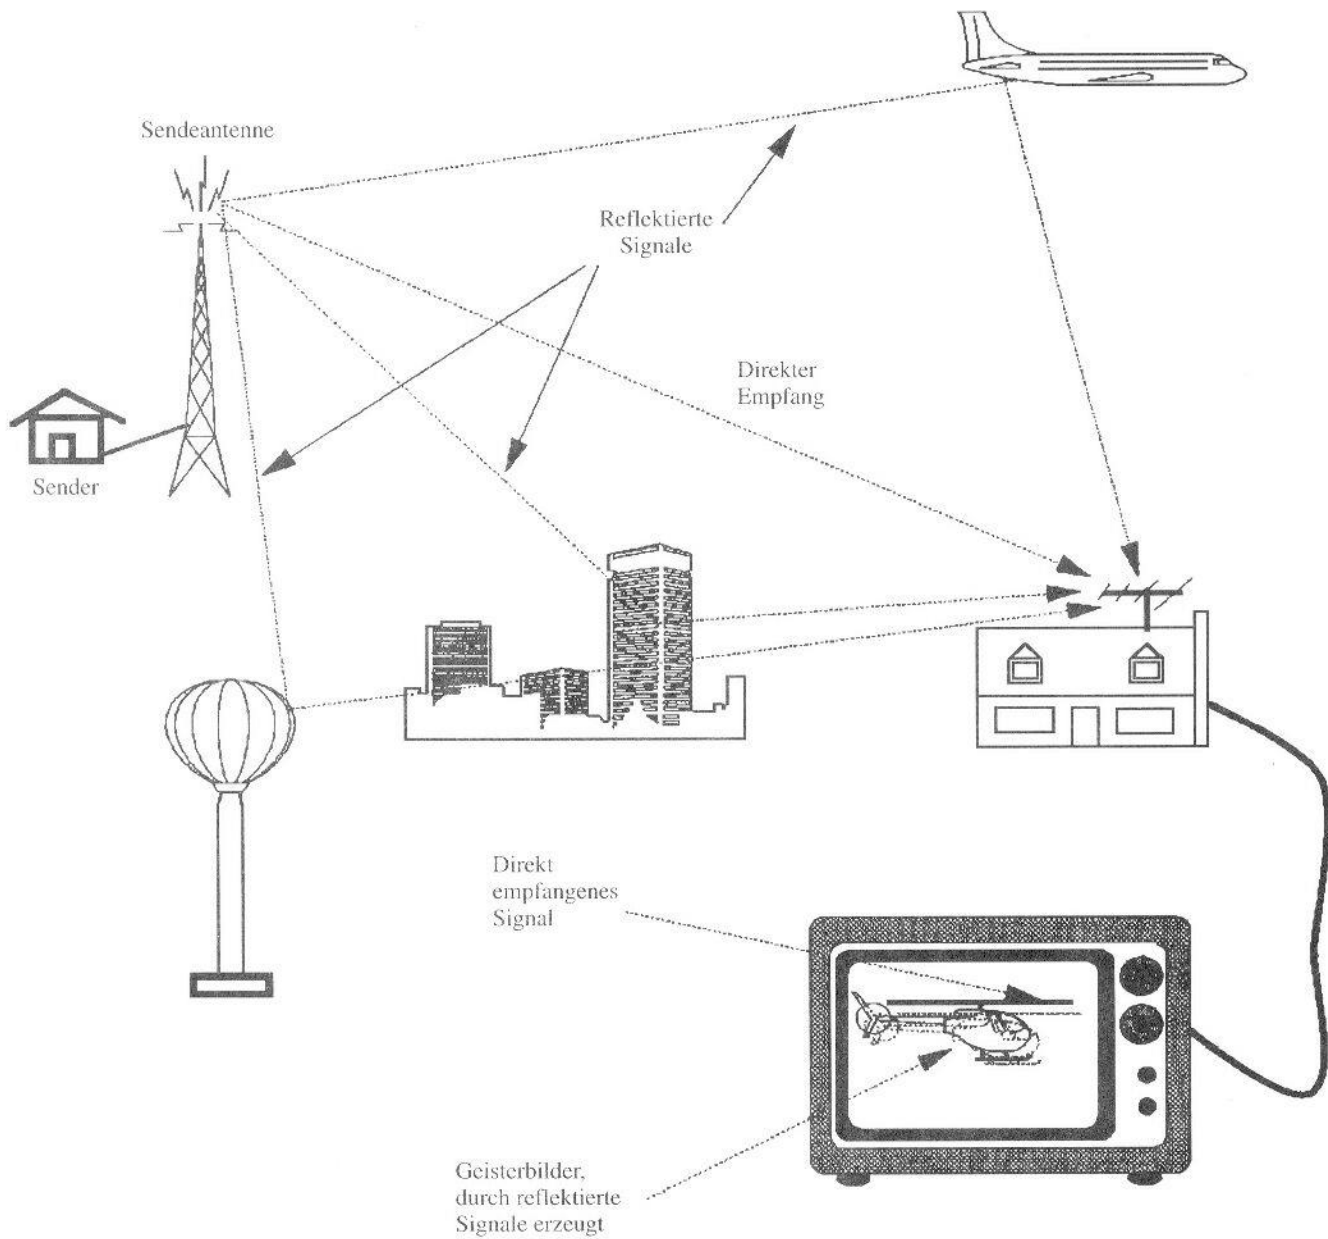 Sendeantenne
Reflektierte
Signale
Direkter
Empfang
Sender
Direkt
empfangenes
Signal
Geisterbilder,
durch reflektierte
Signale erzeugt